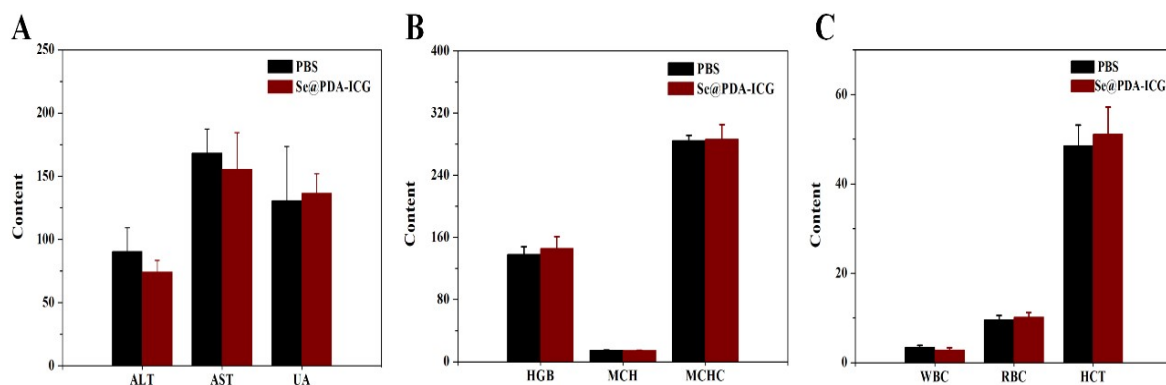 A
250
200
150
100
50
0
Content
PBS
Se@PDA-ICG
ALT AST UA
B
400
320
240
160
80
0
Content
PBS
Se@PDA-ICG
HGB MCH MCHC
C
60
40
20
0
Content
PBS
Se@PDA-ICG
WBC RBC HCT